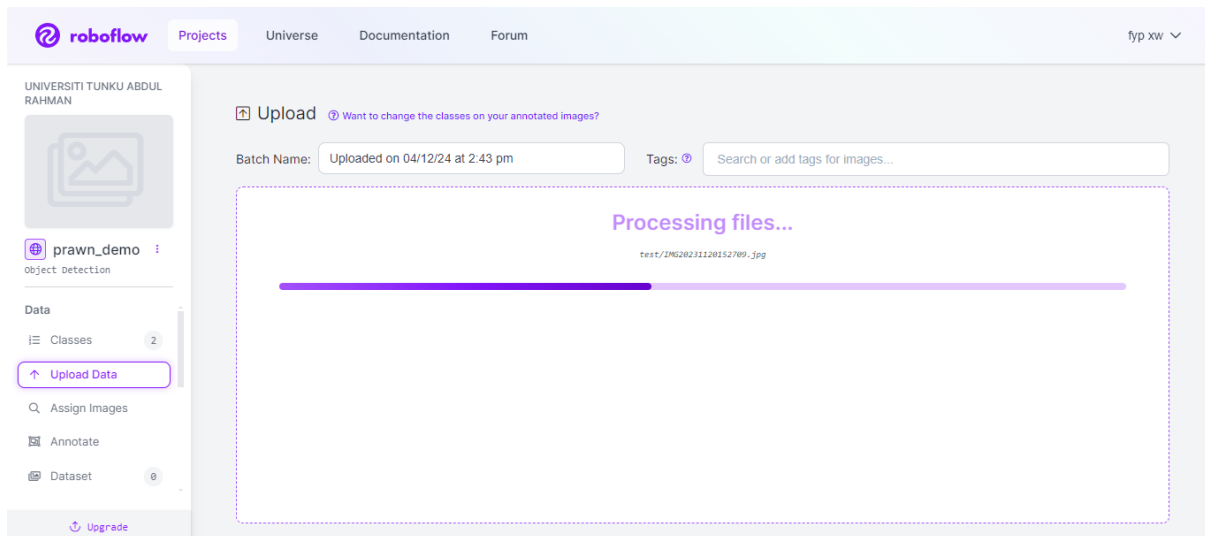 roboflow
Projects
Universe
Documentation
Forum
fyp xw
UNIVERSITI TUNKU ABDUL
RAHMAN
prawn_demo
Object Detection
Data
Classes 2
Upload Data
Assign Images
Annotate
Dataset 0
Upgrade
Upload
Want to change the classes on your annotated images?
Batch Name: Uploaded on 04/12/24 at 2:43 pm
Tags: Search or add tags for images...
Processing files...
test/IMG20231120152709.jpg